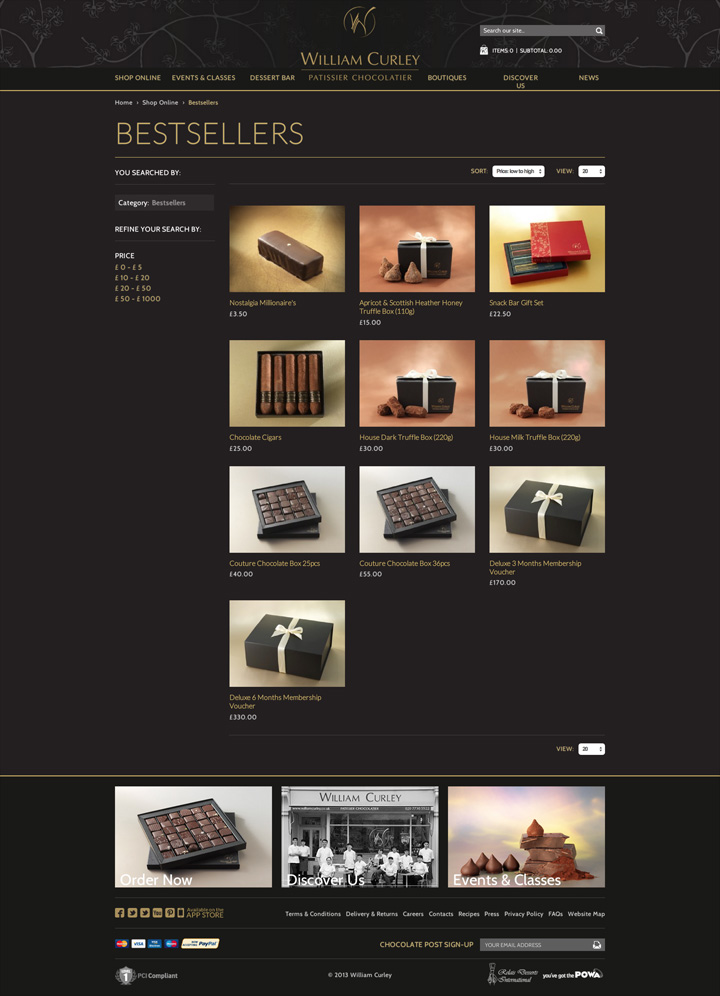 Search our site..
ITEMS 0 | SUBTOTAL 0.00
WILLIAM CURLEY
PATISSIER CHOCOLATIER
SHOP ONLINE EVENTS & CLASSES DESSERT BAR BOUTIQUES DISCOVER US NEWS
Home › Shop Online › Bestsellers
BESTSELLERS
YOU SEARCHED BY:
SORT: Price: low to high VIEW: 20
Category: Bestsellers
REFINE YOUR SEARCH BY:
PRICE
£ 0 - £ 5
£ 10 - £ 20
£ 20 - £ 50
£ 50 - £ 1000
Nostalgia Millionaire's
£3.50
Apricot & Scottish Heather Honey
Truffle Box (110g)
£15.00
Snack Bar Gift Set
£22.50
Chocolate Cigars
£25.00
House Dark Truffle Box (220g)
£30.00
House Milk Truffle Box (220g)
£30.00
Couture Chocolate Box 25pcs
£40.00
Couture Chocolate Box 36pcs
£55.00
Deluxe 3 Months Membership
Voucher
£170.00
Deluxe 6 Months Membership
Voucher
£330.00
VIEW: 20
Order Now
WILLIAM CURLEY
PATISSIER CHOCOLATIER
Discover Us
Events & Classes
Available on the
APP STORE
Terms & Conditions Delivery & Returns Careers Contacts Recipes Press Privacy Policy FAQs Website Map
VISA
PayPal
CHOCOLATE POST SIGN-UP YOUR EMAIL ADDRESS
1 PCI Compliant
© 2013 William Curley
Relais Desserts
International
you've got the POWA